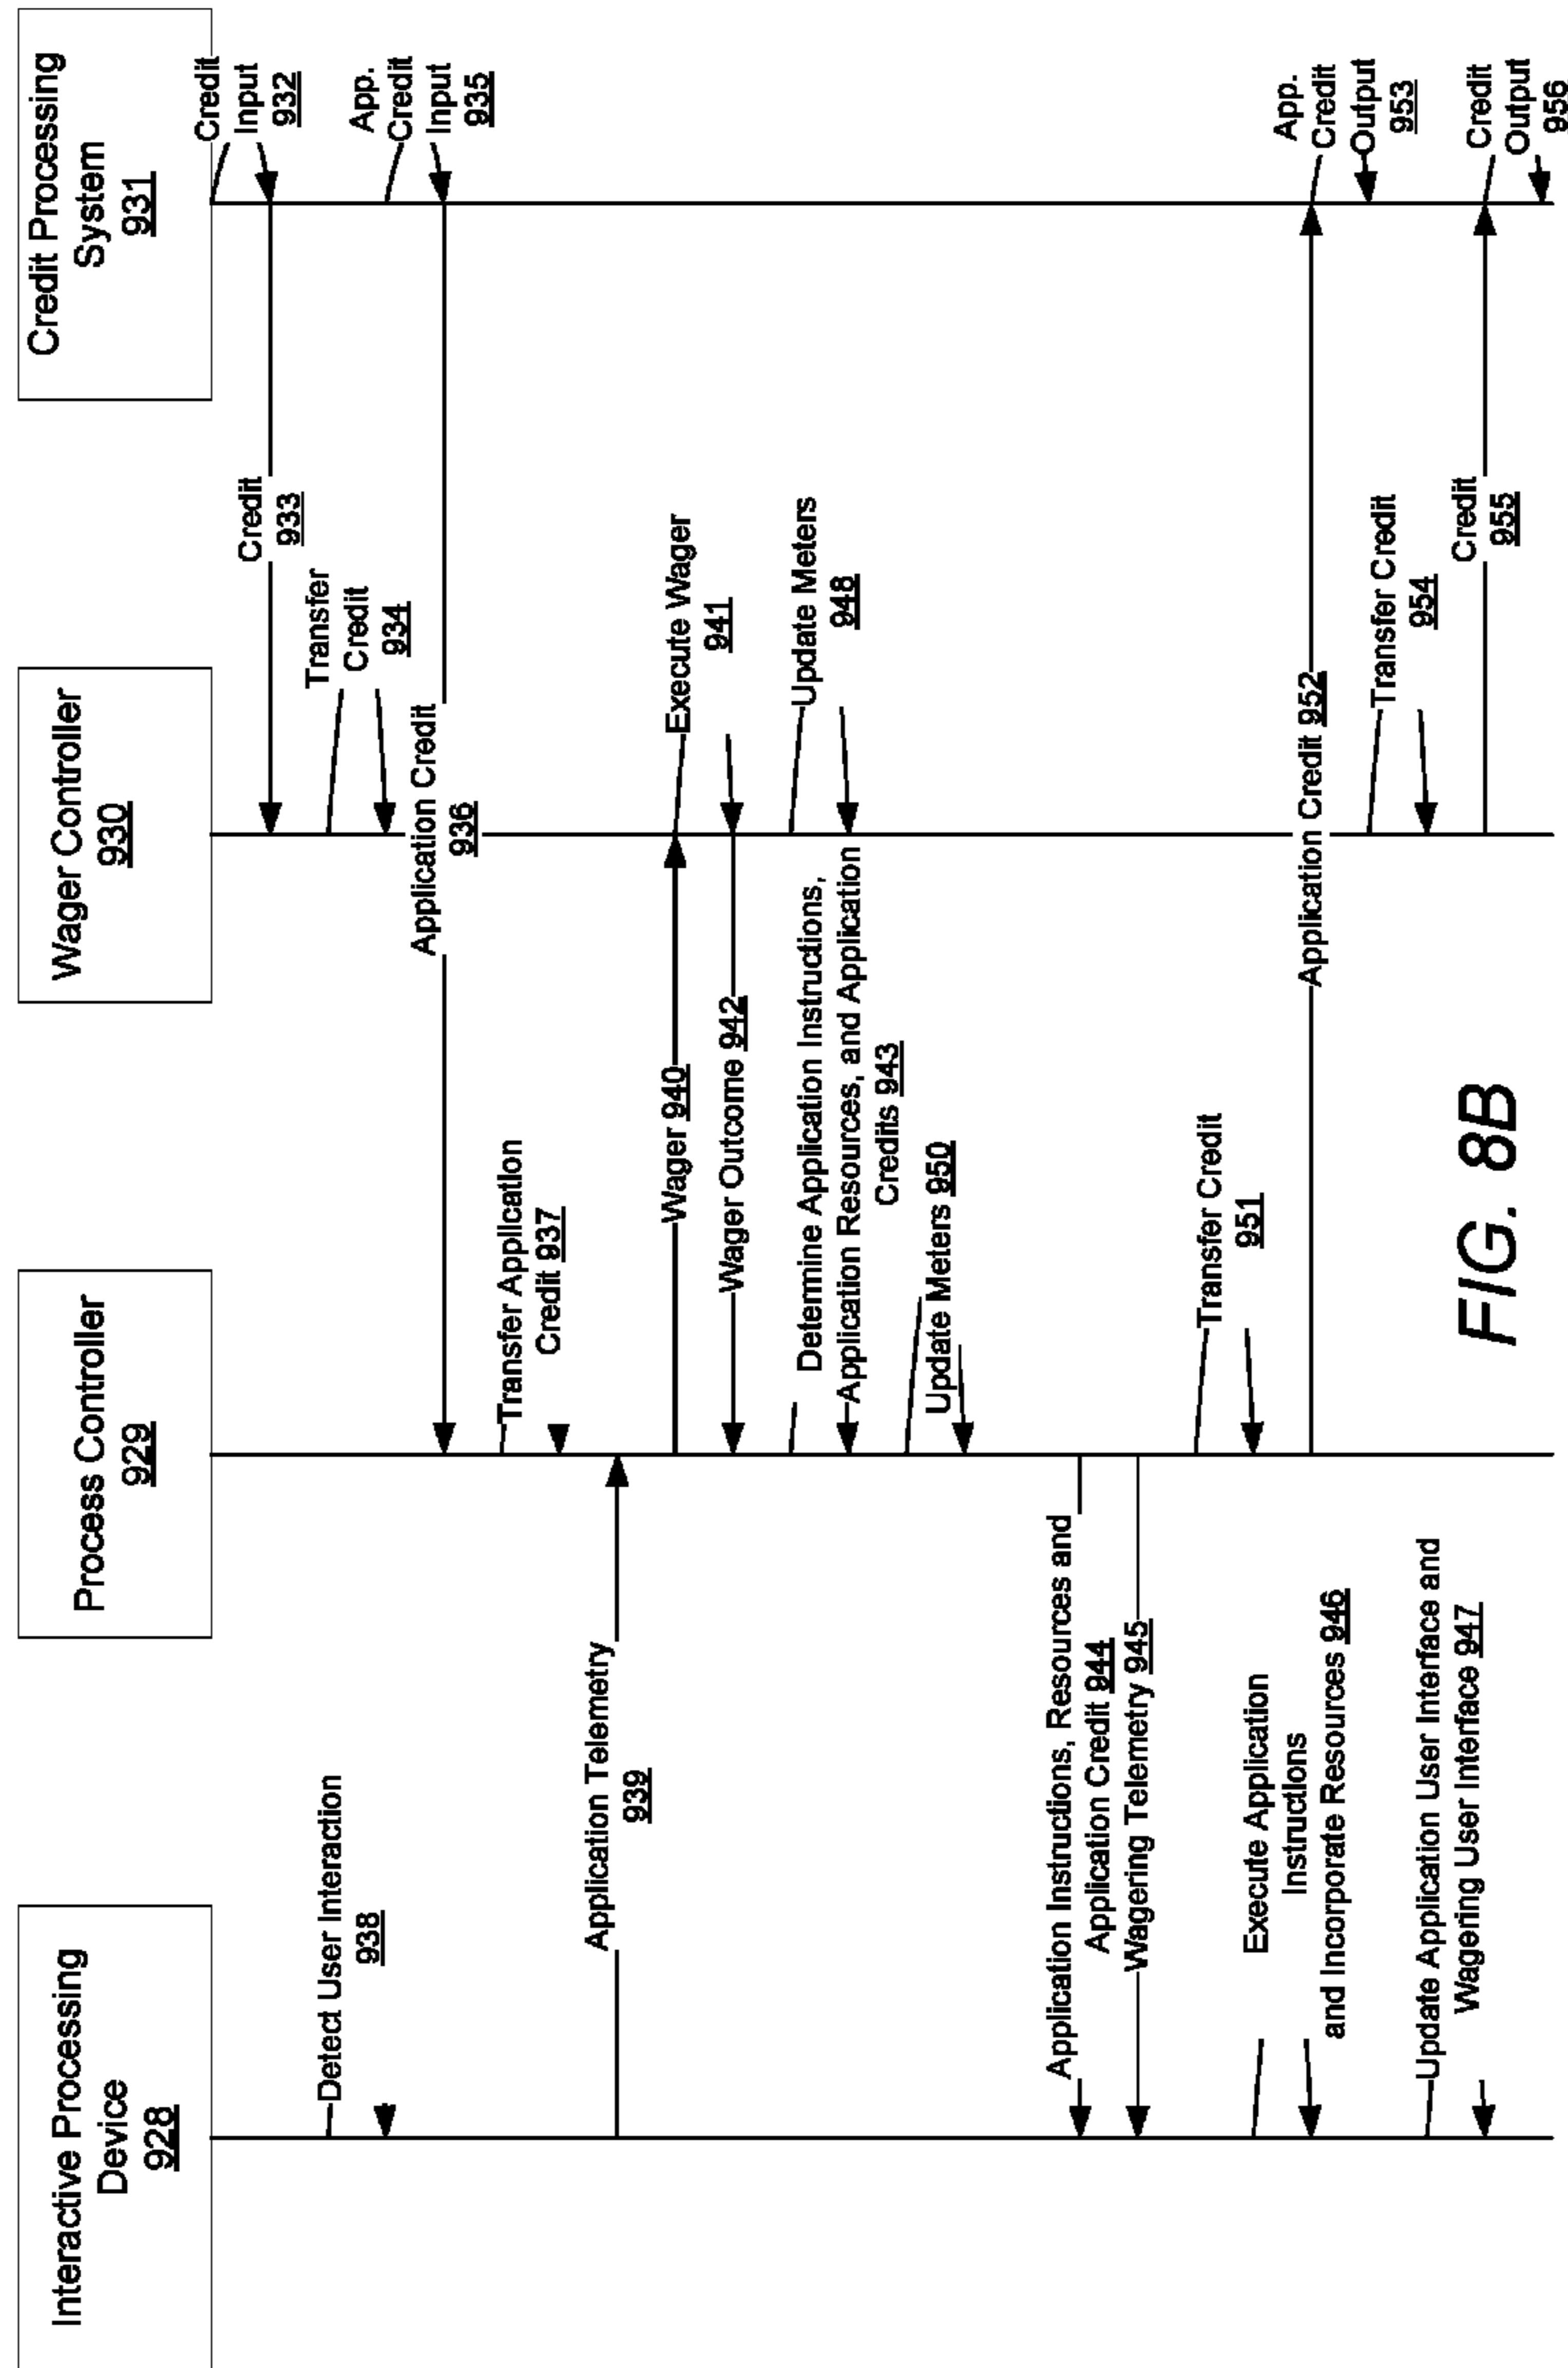 Interactive Processing
Device
928
Process Controller
929
Wager Controller
930
Credit Processing
System
931
Credit
Input
932
Credit
933
Transfer
Credit
934
Detect User Interaction
938
App.
Credit
Input
935
Application Credit
936
Transfer Application
Credit 937
Application Telemetry
939
Wager 940
Execute Wager
941
Wager Outcome 942
Update Meters
948
Determine Application Instructions,
Application Resources, and Application
Credits 943
Update Meters 950
Application Instructions, Resources and
Application Credit 944
Wagering Telemetry 945
Transfer Credit
951
Execute Application
Instructions
and Incorporate Resources 946
Application Credit 952
App.
Credit
Output
953
Transfer Credit
954
Update Application User Interface and
Wagering User Interface 947
Credit
955
Credit
Output
956
FIG. 8B